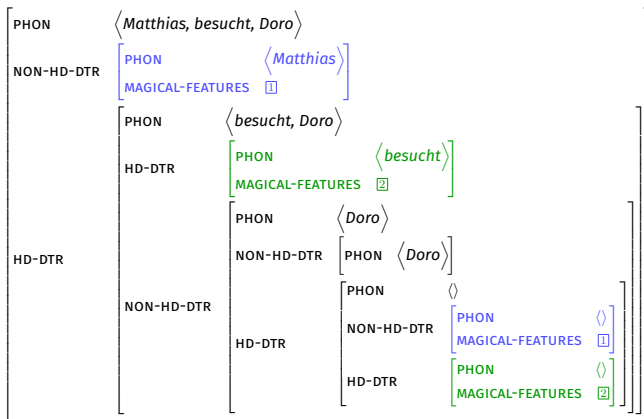 PHON ⟨Matthias, besucht, Doro⟩
PHON ⟨Matthias⟩
NON-HD-DTR
MAGICAL-FEATURES 1
PHON ⟨besucht, Doro⟩
PHON ⟨besucht⟩
HD-DTR
MAGICAL-FEATURES 2
PHON ⟨Doro⟩
NON-HD-DTR PHON ⟨Doro⟩
HD-DTR
PHON ⟨⟩
NON-HD-DTR
PHON ⟨⟩
NON-HD-DTR
MAGICAL-FEATURES 1
HD-DTR
PHON ⟨⟩
HD-DTR
MAGICAL-FEATURES 2